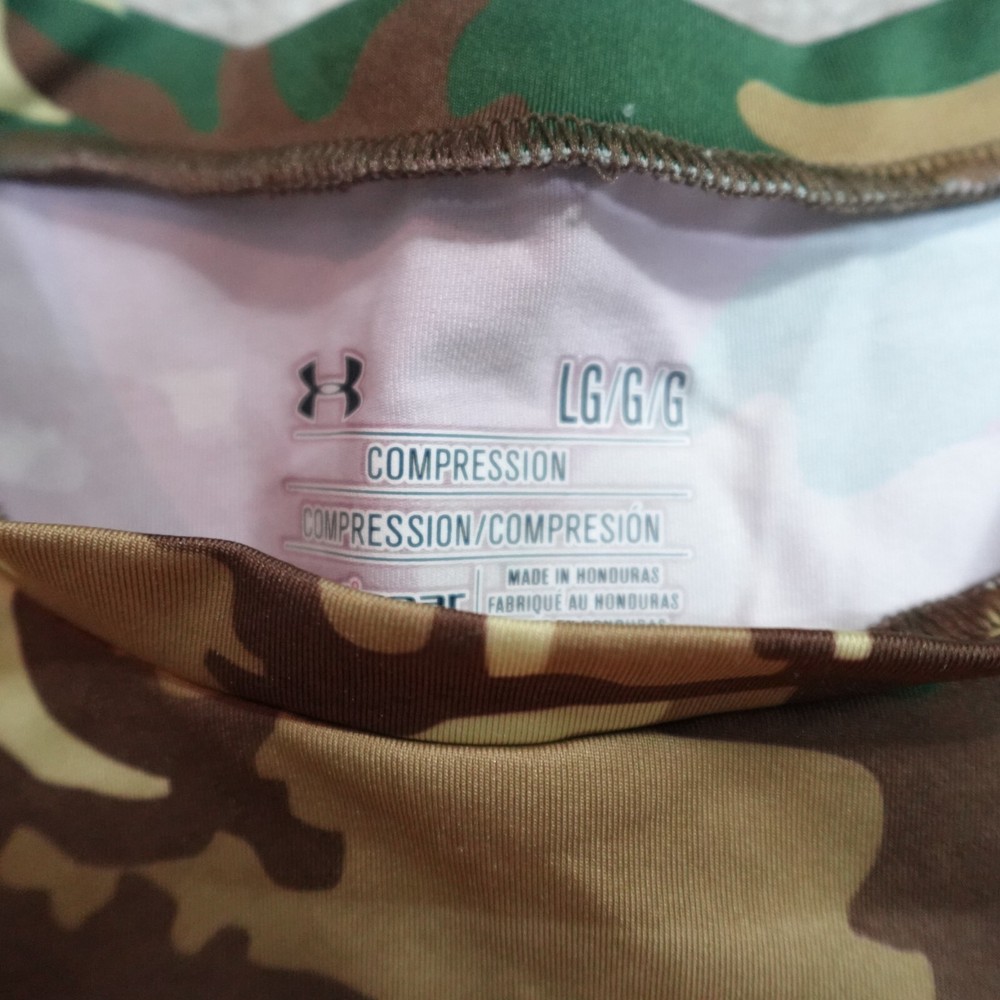 LG/G/G
COMPRESSION
COMPRESSION/COMPRESIÓN
MADE IN HONDURAS
FABRIQUÉ AU HONDURAS